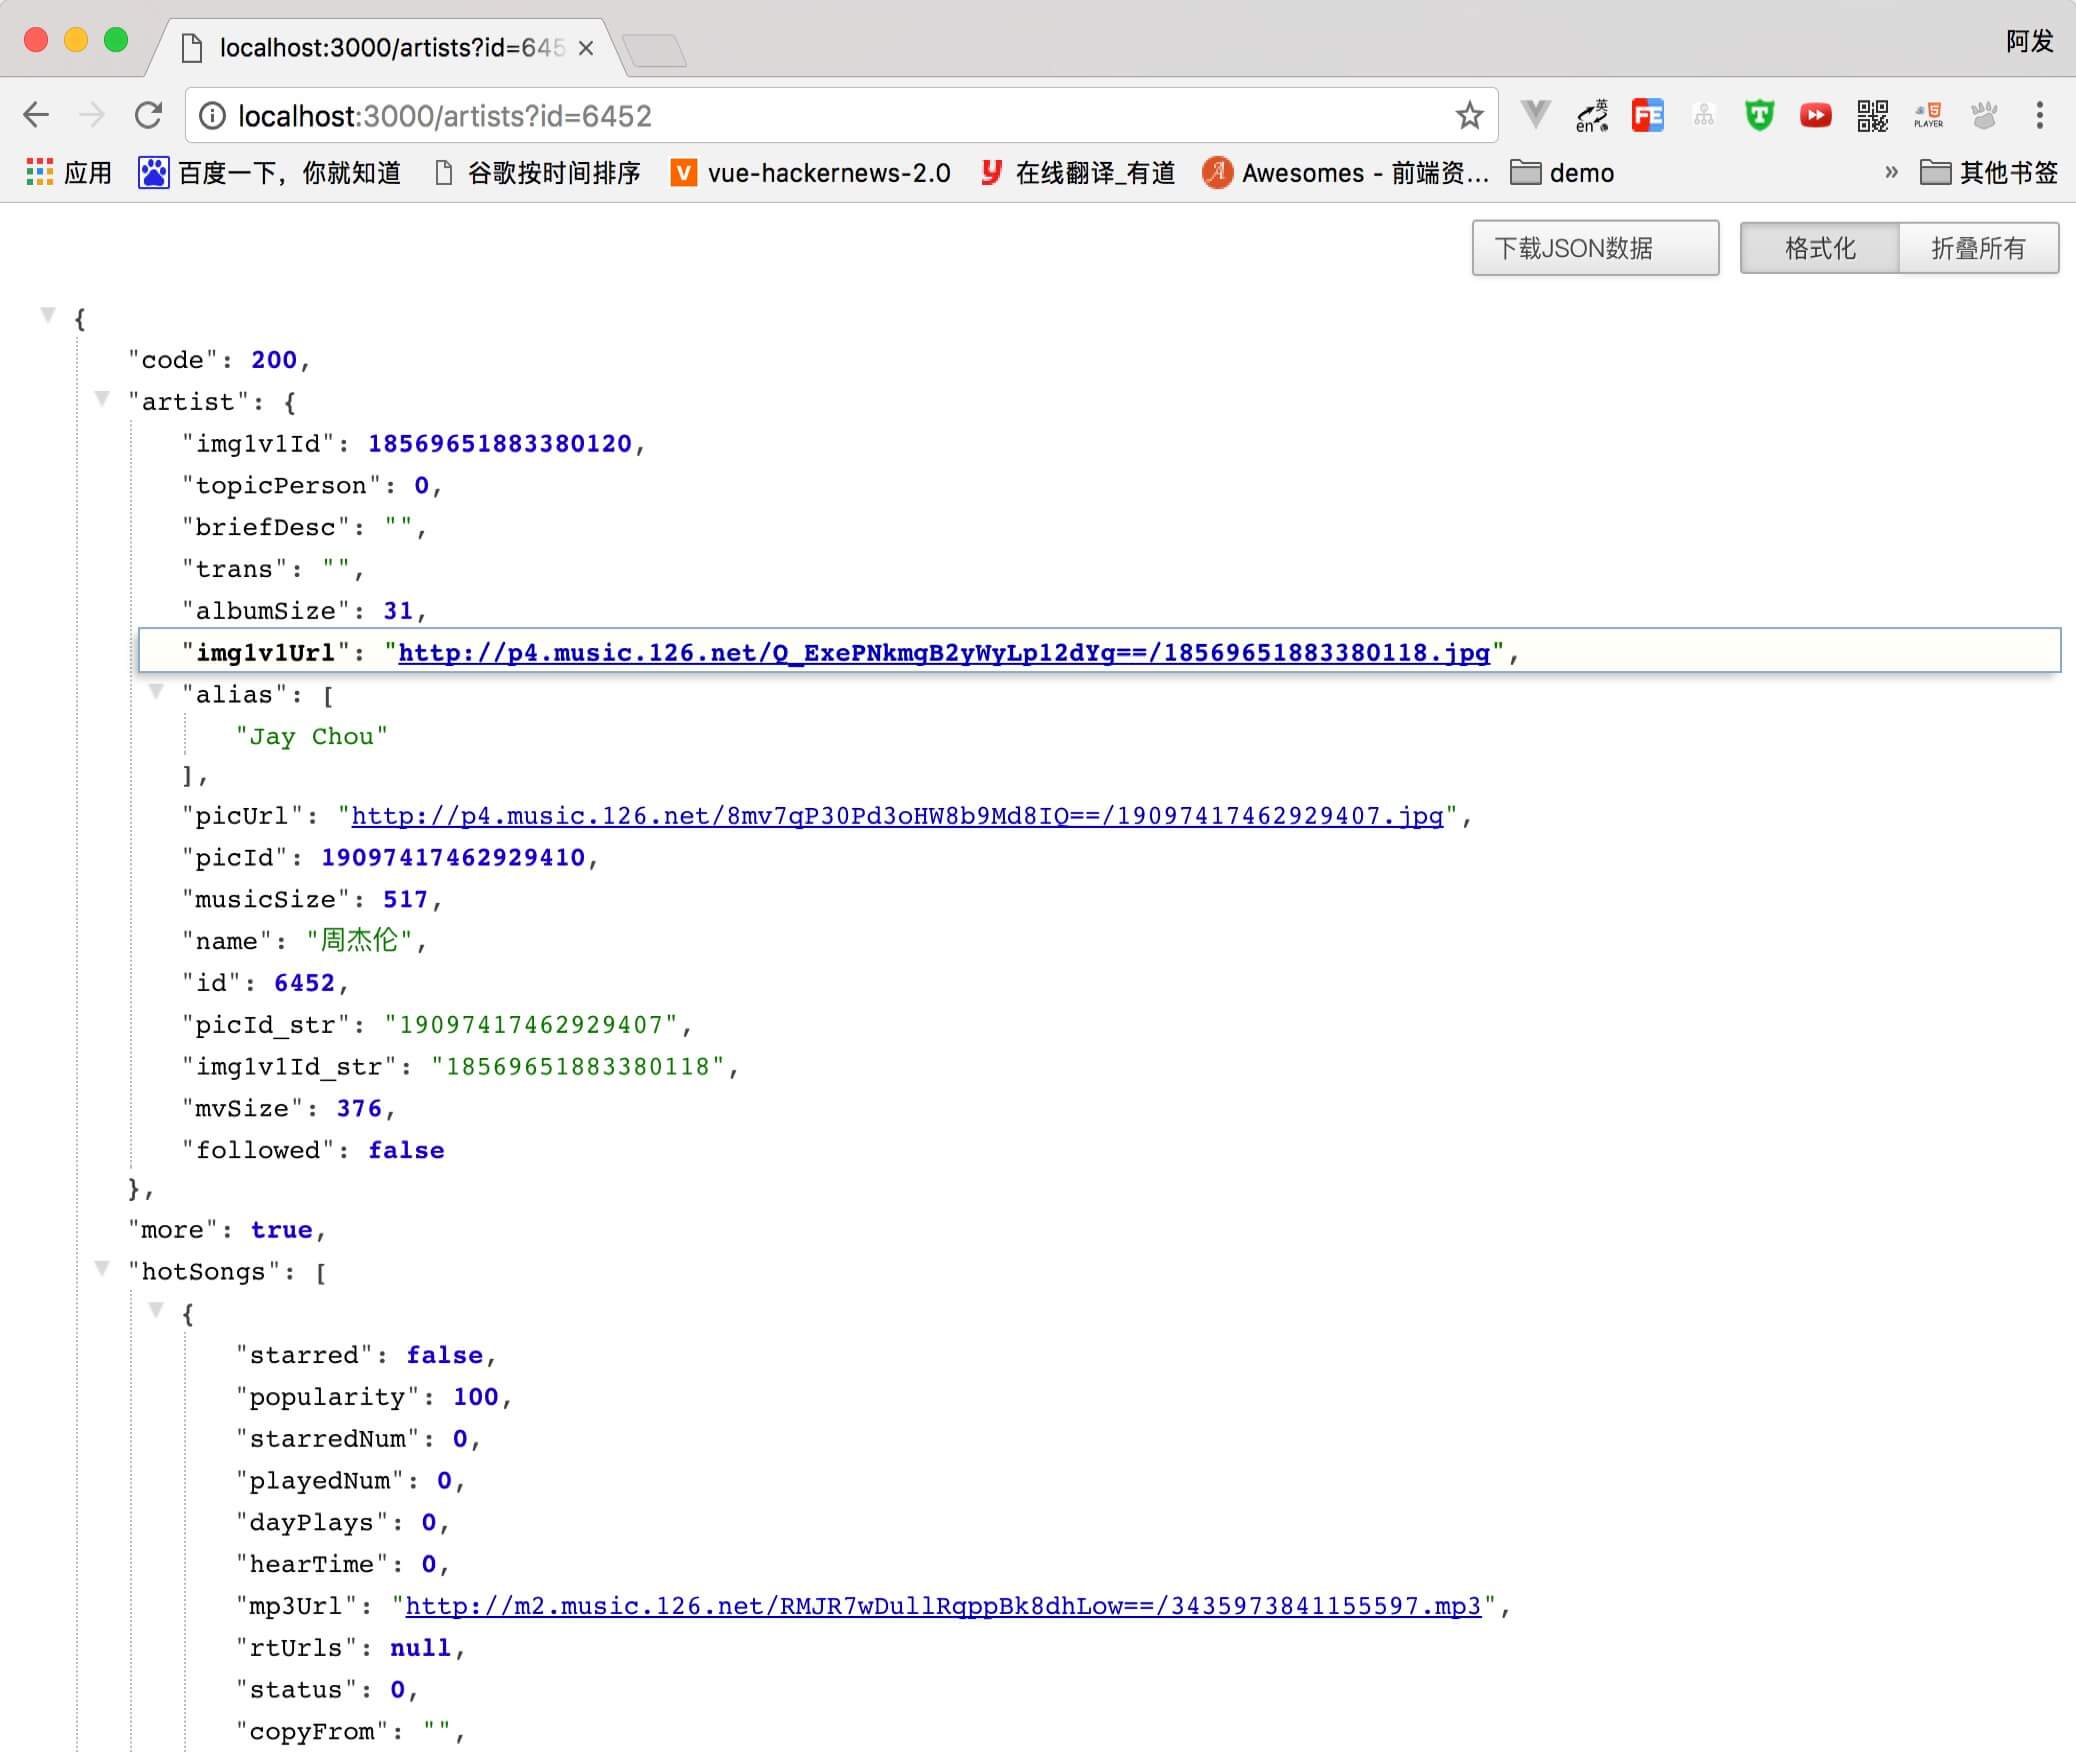 localhost:3000/artists?id=645
阿发
localhost:3000/artists?id=6452
应用 百度一下，你就知道 谷歌按时间排序 vue-hackernews-2.0 在线翻译_有道 Awesomes - 前端资... demo » 其他书签
下载JSON数据 格式化 折叠所有
{
"code": 200,
"artist": {
"img1v1Id": 18569651883380120,
"topicPerson": 0,
"briefDesc": "",
"trans": "",
"albumSize": 31,
"img1v1Url": "http://p4.music.126.net/Q_ExePNkmgB2yWyLp12dYg==/18569651883380118.jpg",
"alias": [
"Jay Chou"
],
"picUrl": "http://p4.music.126.net/8mv7qP30Pd3oHW8b9Md8IQ==/19097417462929407.jpg",
"picId": 19097417462929410,
"musicSize": 517,
"name": "周杰伦",
"id": 6452,
"picId_str": "19097417462929407",
"img1v1Id_str": "18569651883380118",
"mvSize": 376,
"followed": false
},
"more": true,
"hotSongs": [
{
"starred": false,
"popularity": 100,
"starredNum": 0,
"playedNum": 0,
"dayPlays": 0,
"hearTime": 0,
"mp3Url": "http://m2.music.126.net/RMJR7wDullRqppBk8dhLow==/3435973841155597.mp3",
"rtUrls": null,
"status": 0,
"copyFrom": "",